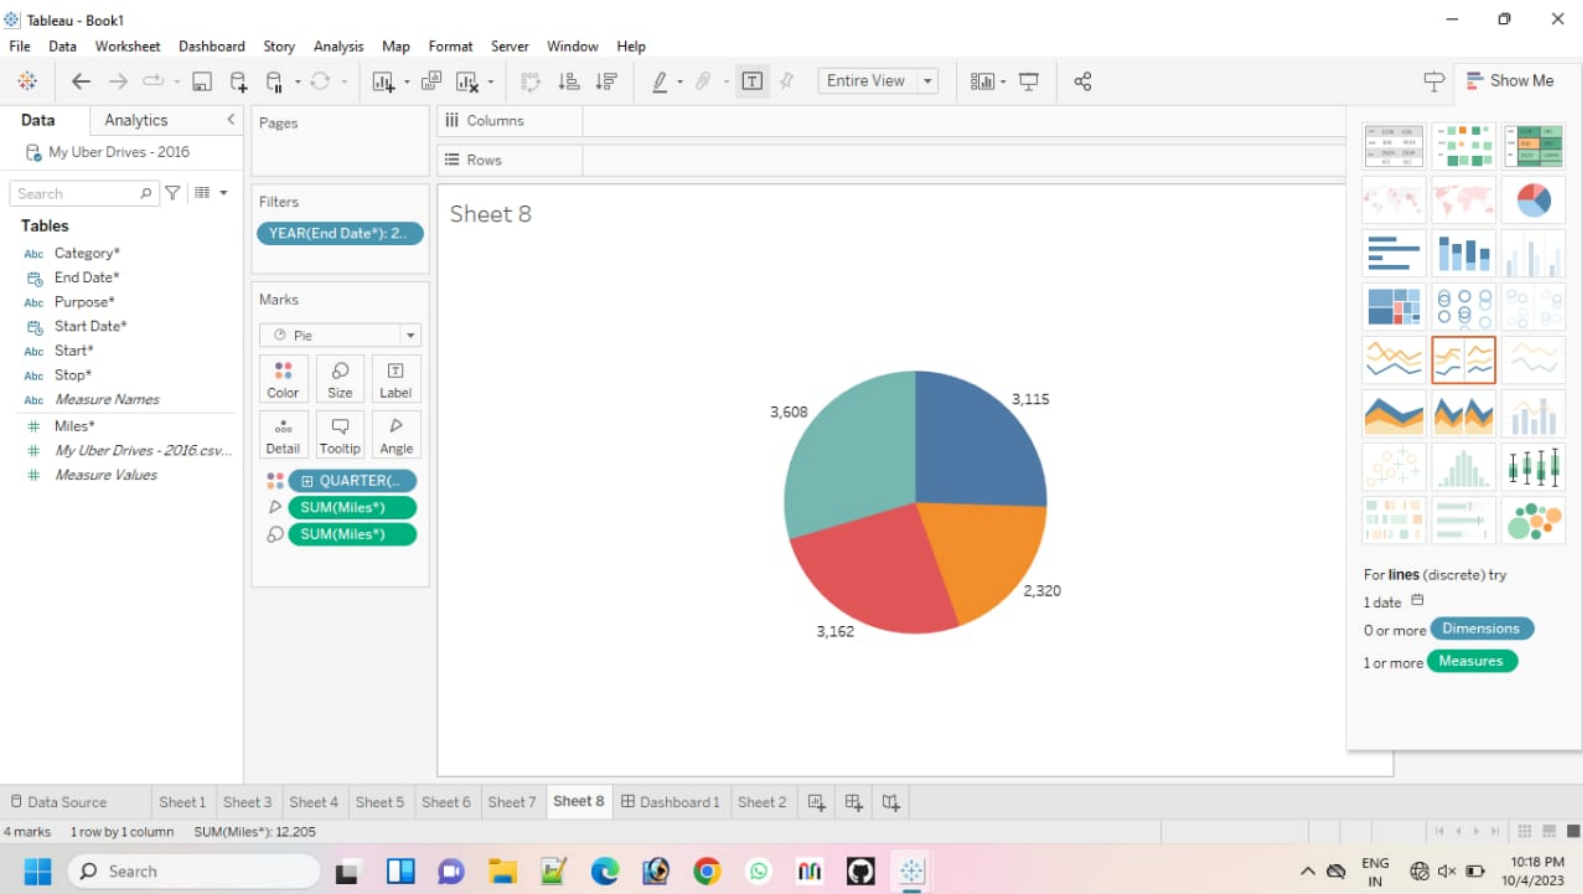 Tableau - Book1
File Data Worksheet Dashboard Story Analysis Map Format Server Window Help
Entire View
Show Me
Data Analytics
My Uber Drives - 2016
Search
Tables
Abc Category*
End Date*
Abc Purpose*
Start Date*
Abc Start*
Abc Stop*
Abc Measure Names
# Miles*
# My Uber Drives - 2016.csv...
# Measure Values
Pages
Filters
YEAR(End Date*): 2..
Marks
Pie
Color Size Label
Detail Tooltip Angle
QUARTER(..
SUM(Miles*)
SUM(Miles*)
Columns
Rows
Sheet 8
3,608
3,115
2,320
3,162
For lines (discrete) try
1 date
0 or more Dimensions
1 or more Measures
Data Source Sheet 1 Sheet 3 Sheet 4 Sheet 5 Sheet 6 Sheet 7 Sheet 8 Dashboard 1 Sheet 2
4 marks 1 row by 1 column SUM(Miles*): 12,205
Search
ENG
IN
10:18 PM
10/4/2023